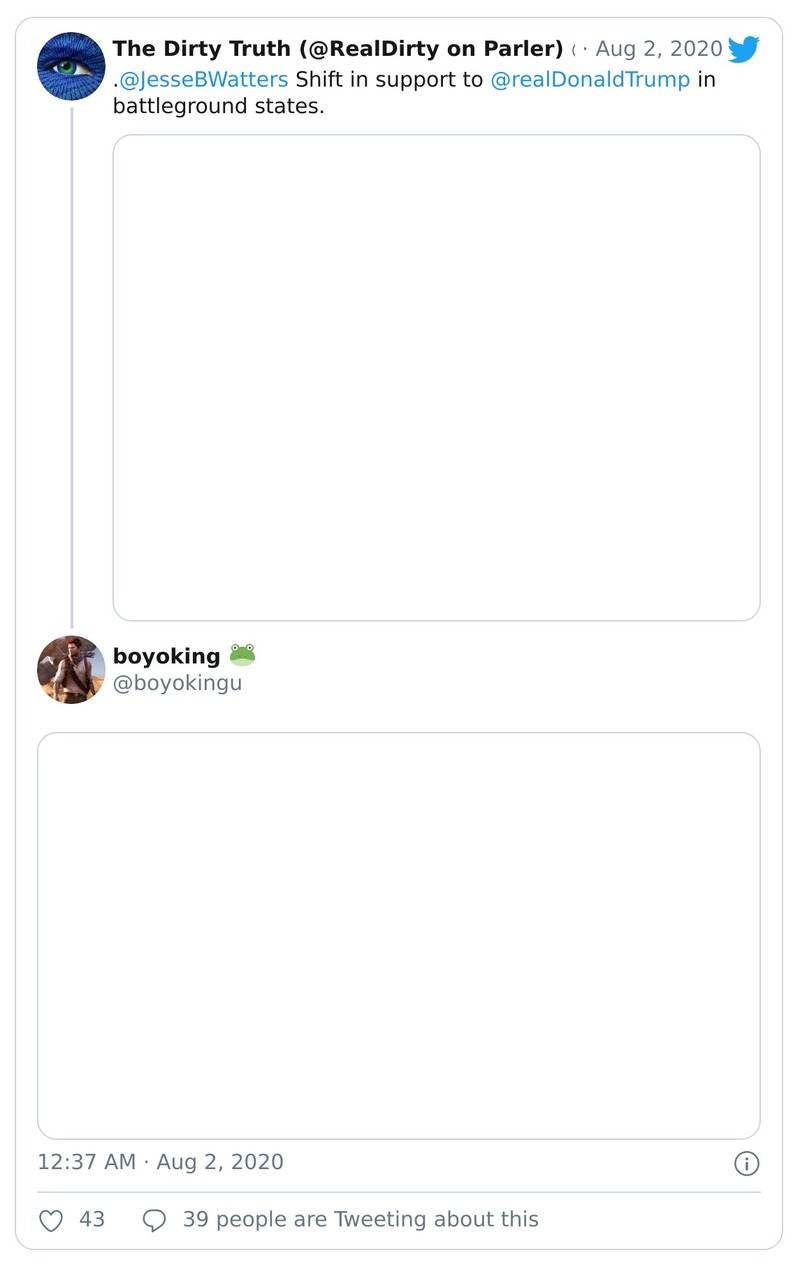 The Dirty Truth (@RealDirty on Parler) ( · Aug 2, 2020
.@JesseBWatters Shift in support to @realDonaldTrump in
battleground states.
boyoking 🐸
@boyokingu
12:37 AM · Aug 2, 2020
43 39 people are Tweeting about this